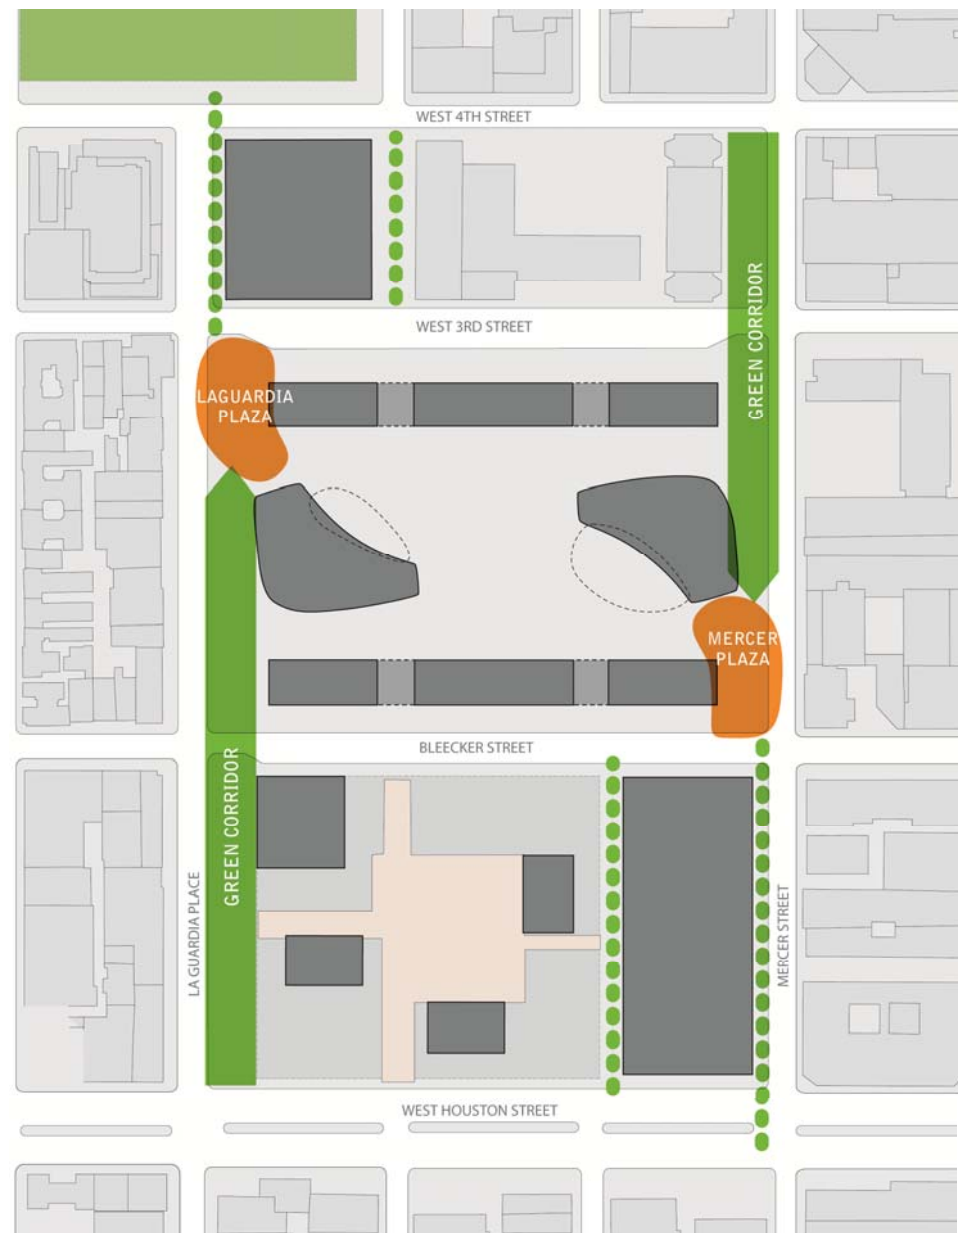 WEST 4TH STREET
GREEN CORRIDOR
WEST 3RD STREET
LAGUARDIA
PLAZA
MERCER
PLAZA
BLEECKER STREET
GREEN CORRIDOR
LA GUARDIA PLACE
MERCER STREET
WEST HOUSTON STREET